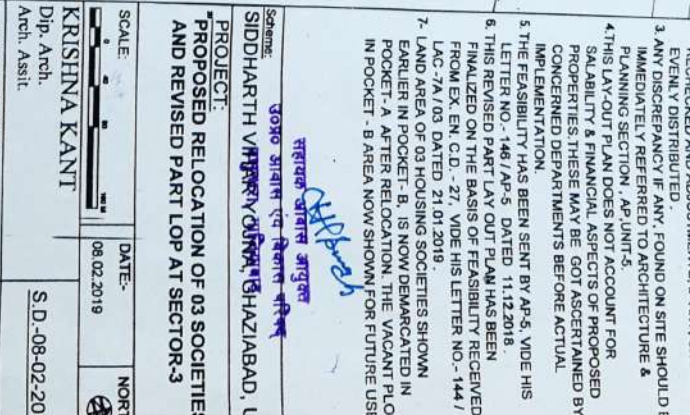 EVENLY DISTRIBUTED.
3. ANY DISCREPANCY IF ANY, FOUND ON SITE SHOULD
IMMEDIATELY REFERRED TO ARCHITECTURE &
PLANNING SECTION, AP,UNIT-5.
4.THIS LAY-OUT PLAN DOES NOT ACCOUNT FOR
SALABILITY & FINANCIAL ASPECTS OF PROPOSED
PROPERTIES.THESE MAY BE GOT ASCERTAINED BY
CONCERNED DEPARTMENTS BEFORE ACTUAL
IMPLEMENTATION.
5. THE FEASIBILITY HAS BEEN SENT BY AP-5, VIDE HIS
LETTER NO.- 146 / AP-5 DATED 11.12.2018.
6. THIS REVISED PART LAY OUT PLAN HAS BEEN
FINALIZED ON THE BASIS OF FEASIBILITY RECEIVED
FROM EX. EN. C.D. - 27, VIDE HIS LETTER NO.- 144 /
LAC -7A / 03 DATED 21.01.2019.
7- LAND AREA OF 03 HOUSING SOCIETIES SHOWN
EARLIER IN POCKET- B, IS NOW DEMARCATED IN
POCKET- A AFTER RELOCATION. THE VACANT PLO
IN POCKET - B AREA NOW SHOWN FOR FUTURE USE
सहायक आवास आयुक्त
उ०प्र० आवास एवं विकास परिषद
Scheme:
SIDDHARTH VIHAR YOJNA, GHAZIABAD, U
PROJECT:
"PROPOSED RELOCATION OF 03 SOCIETIES
AND REVISED PART LOP AT SECTOR-3
SCALE:
DATE:-
08.02.2019
NORT
KRISHNA KANT
Dip. Arch.
Arch. Assit.
S.D.-08-02-20